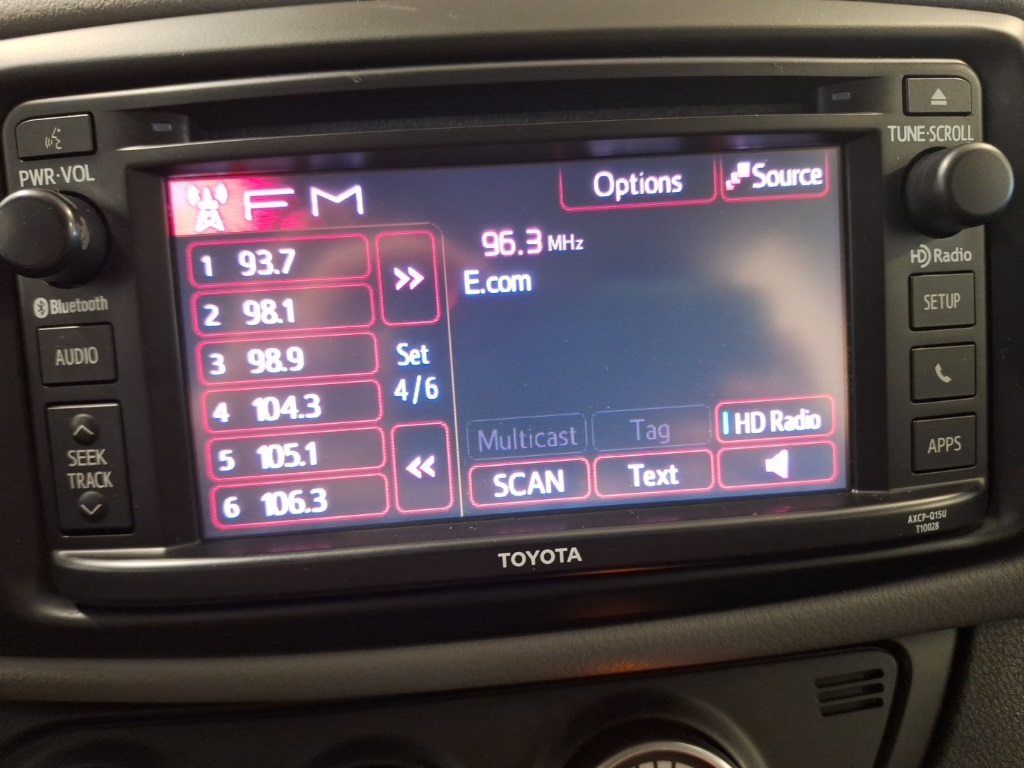 PWR·VOL
Bluetooth
AUDIO
SEEK
TRACK
FM
Options
Source
1 93.7
2 98.1
3 98.9
4 104.3
5 105.1
6 106.3
>>
Set
4/6
<<
96.3 MHz
E.com
Multicast
Tag
HD Radio
SCAN
Text
TUNE·SCROLL
HD Radio
SETUP
APPS
AXCP-Q15U
T10028
TOYOTA